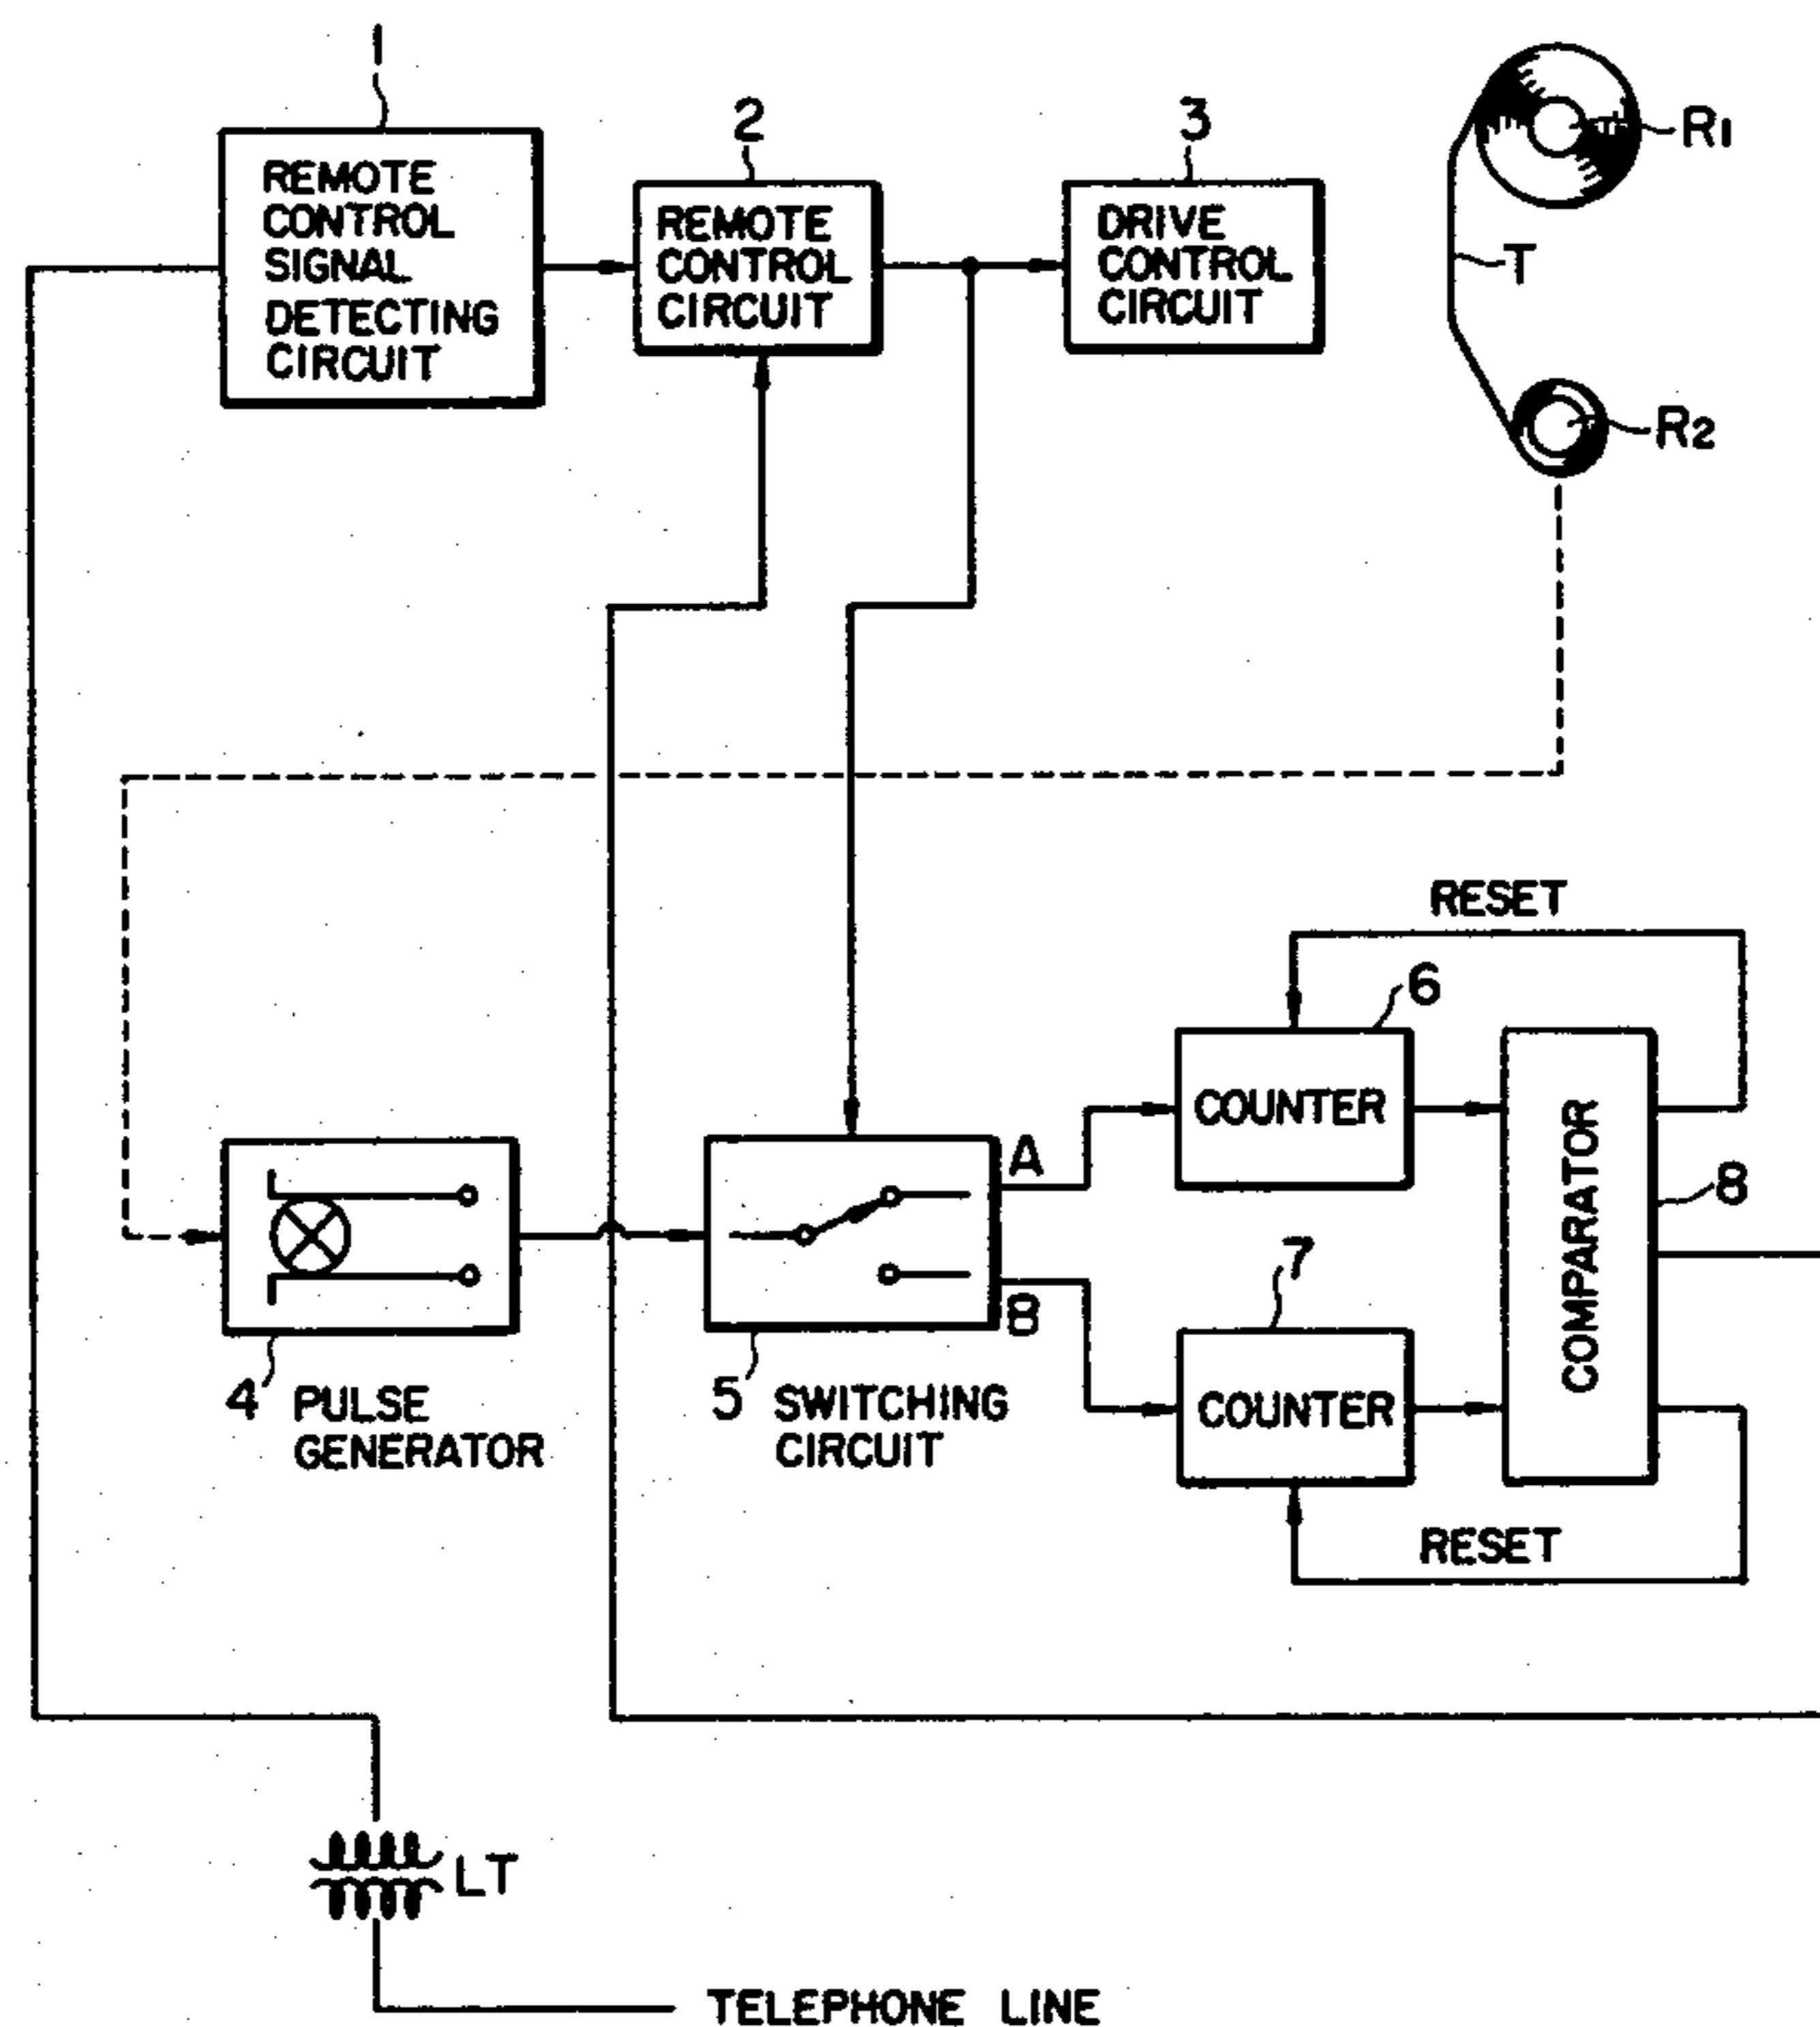 1
REMOTE
CONTROL
SIGNAL
DETECTING
CIRCUIT
2
REMOTE
CONTROL
CIRCUIT
3
DRIVE
CONTROL
CIRCUIT
R1
T
R2
RESET
6
COUNTER
A
B
COMPARATOR
8
7
COUNTER
RESET
4 PULSE
GENERATOR
5 SWITCHING
CIRCUIT
LT
TELEPHONE LINE